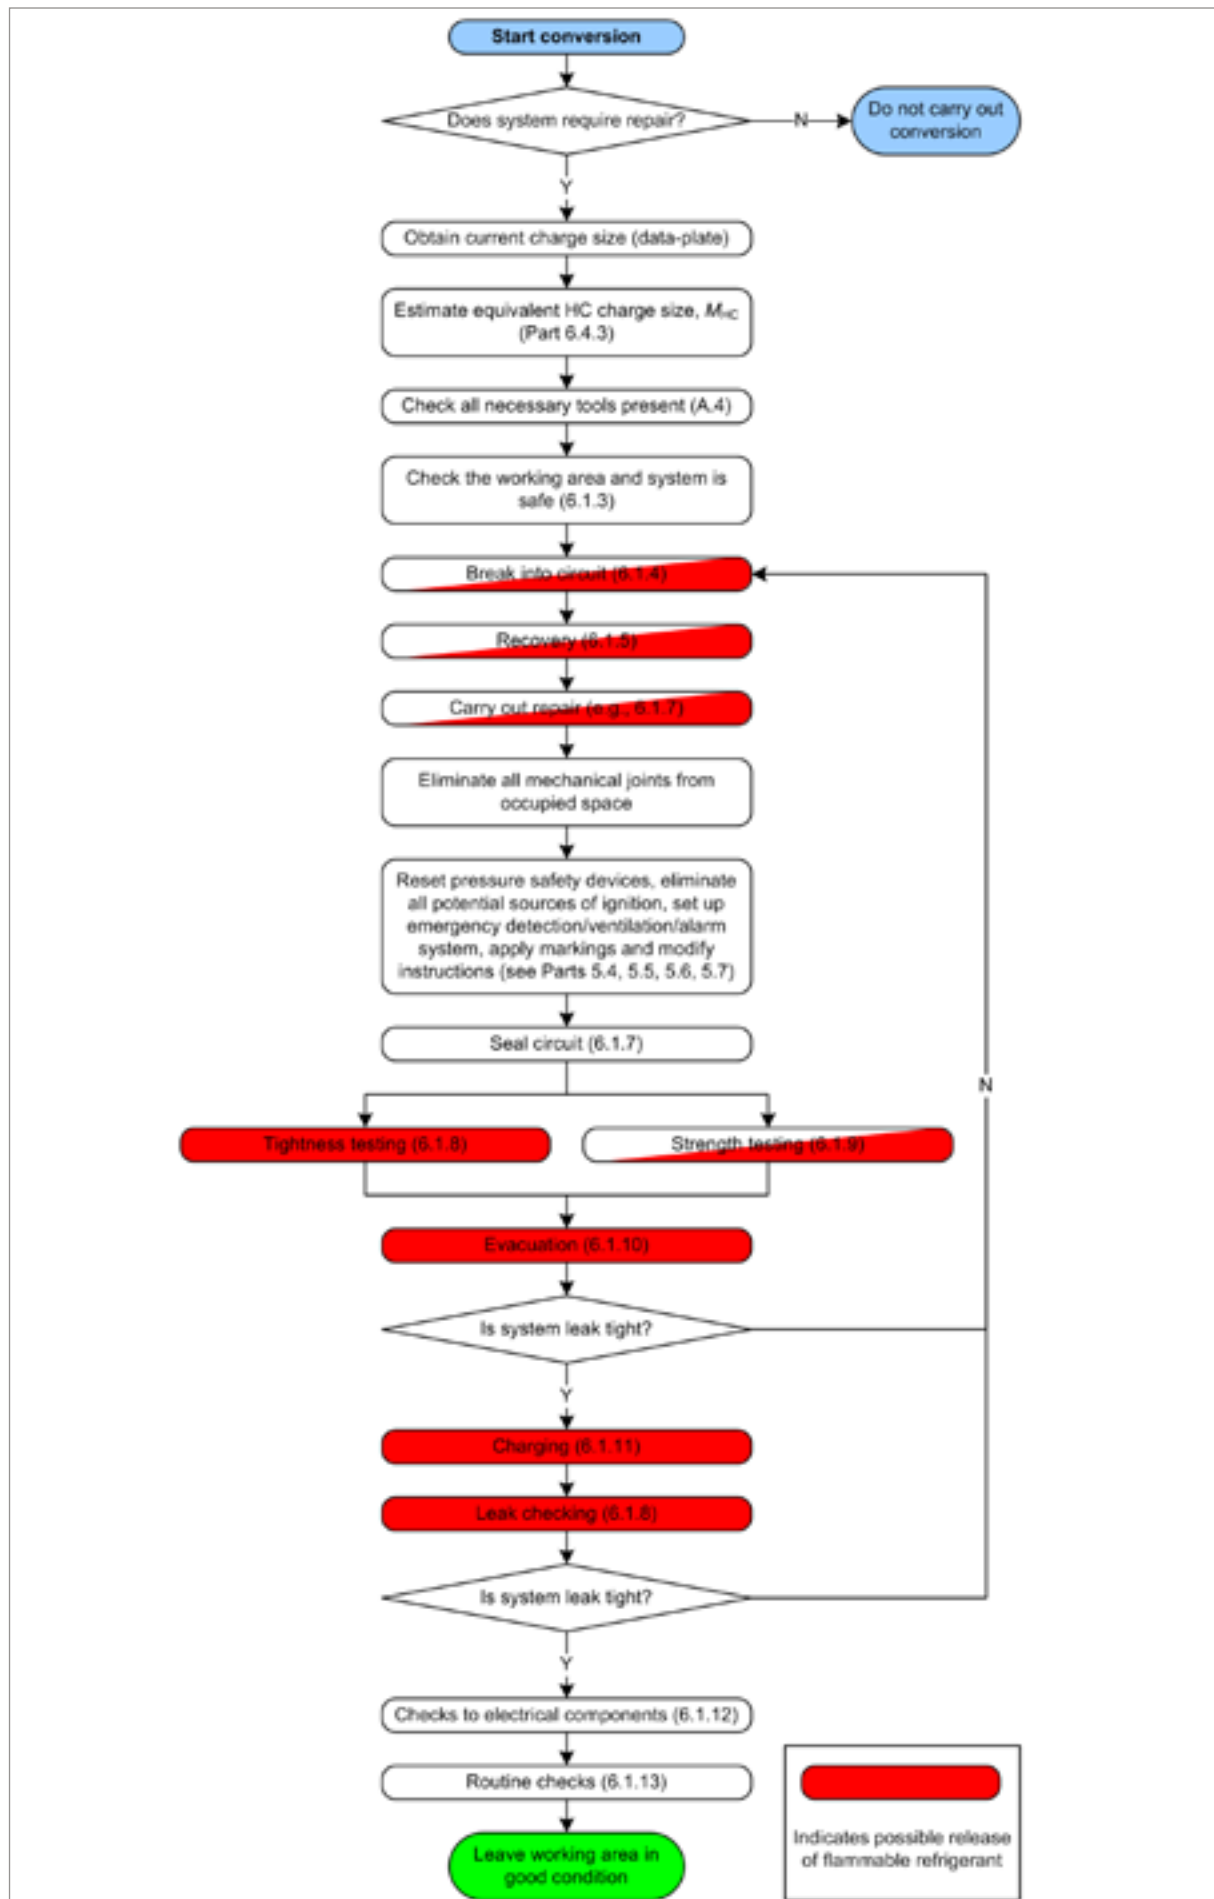 Start conversion
Does system require repair?
N
Do not carry out
conversion
Y
Obtain current charge size (data-plate)
Estimate equivalent HC charge size, MHC
(Part 6.4.3)
Check all necessary tools present (A.4)
Check the working area and system is
safe (6.1.3)
Break into circuit (6.1.4)
Recovery (6.1.5)
Carry out repair (e.g., 6.1.7)
Eliminate all mechanical joints from
occupied space
Reset pressure safety devices, eliminate
all potential sources of ignition, set up
emergency detection/ventilation/alarm
system, apply markings and modify
instructions (see Parts 5.4, 5.5, 5.6, 5.7)
Seal circuit (6.1.7)
N
Tightness testing (6.1.8)
Strength testing (6.1.9)
Evacuation (6.1.10)
Is system leak tight?
Y
Charging (6.1.11)
Leak checking (6.1.8)
Is system leak tight?
Y
Checks to electrical components (6.1.12)
Routine checks (6.1.13)
Leave working area in
good condition
Indicates possible release
of flammable refrigerant